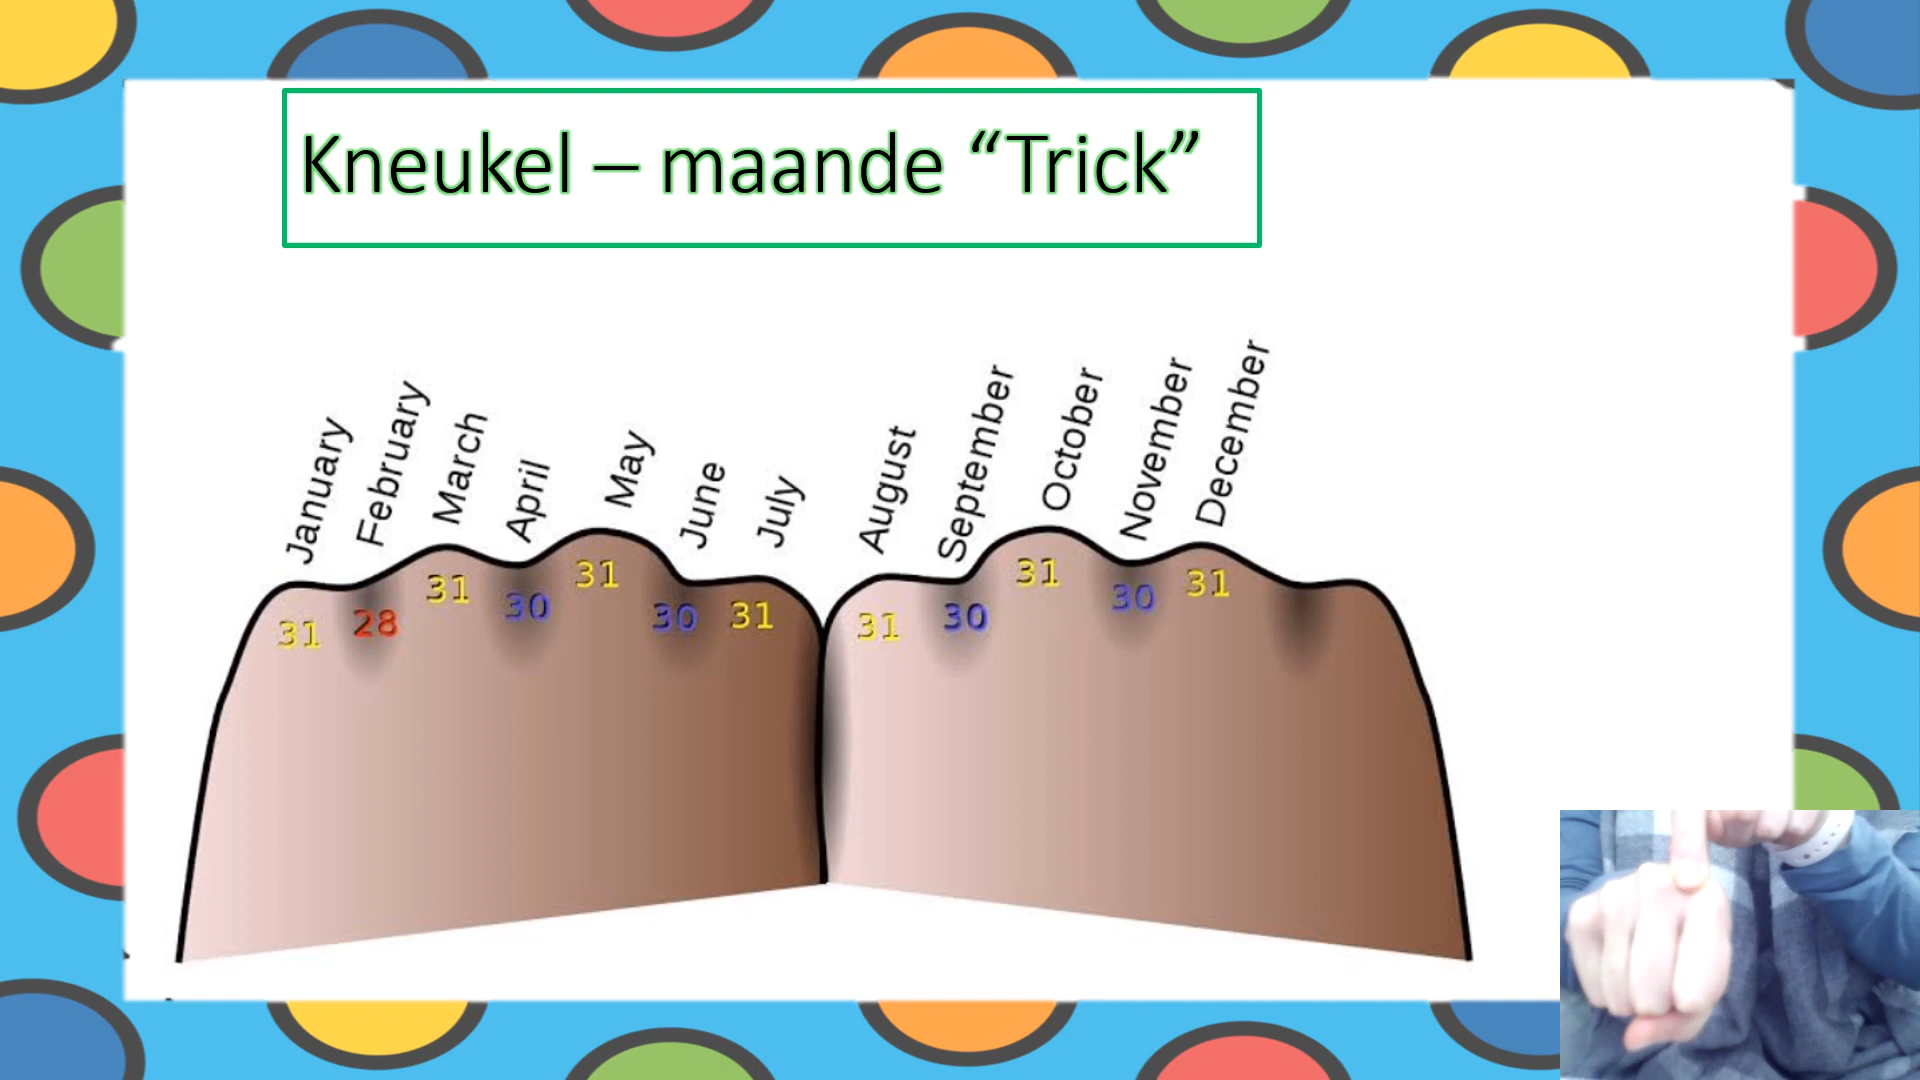 Kneukel – maande “Trick”
January
February
March
April
May
June
July
August
September
October
November
December
31
28
31
30
31
30
31
31
30
31
30
31